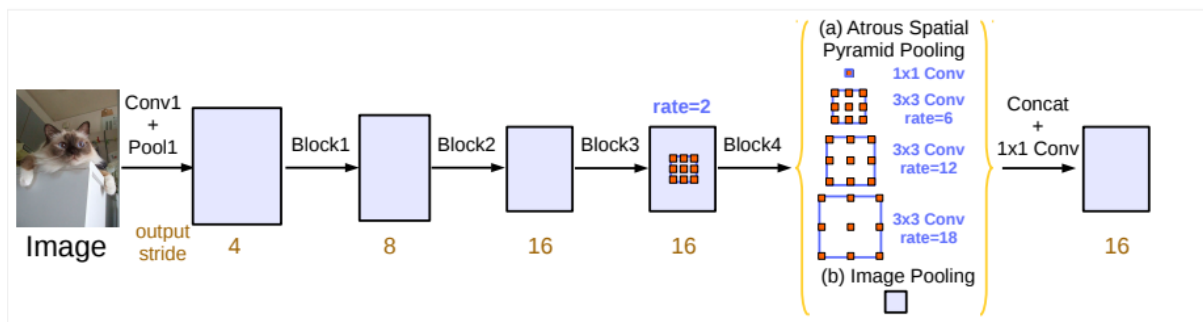 (a) Atrous Spatial
Pyramid Pooling
1x1 Conv
3x3 Conv
rate=6
3x3 Conv
rate=12
3x3 Conv
rate=18
(b) Image Pooling
Conv1
+
Pool1
Block1
Block2
Block3
rate=2
Block4
Concat
+
1x1 Conv
Image
output
stride
4
8
16
16
16